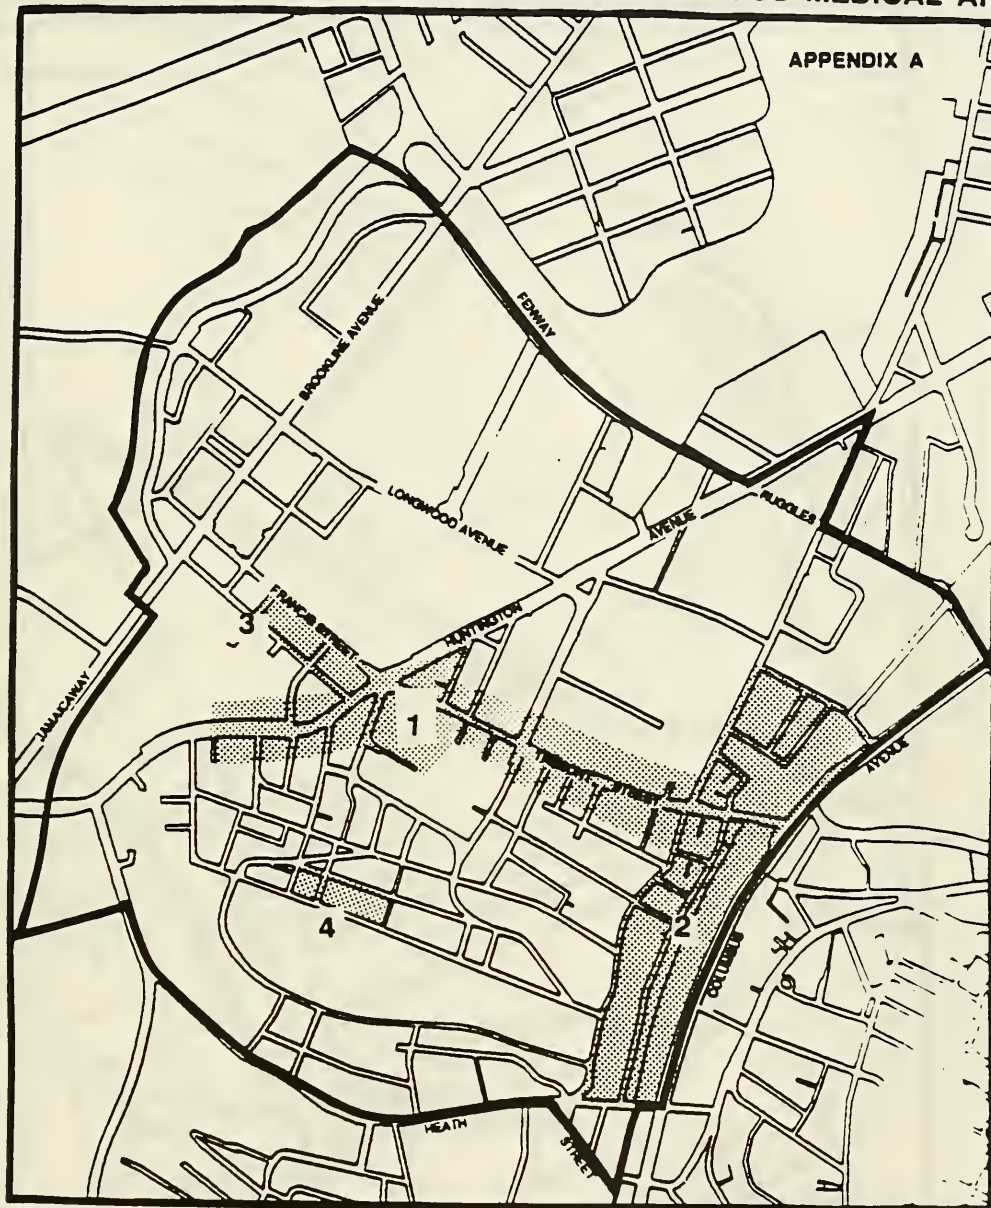 MEDICAL
APPENDIX A
FENWAY
BROOKLINE AVENUE
LONGWOOD AVENUE
AVENUE
RUGGLES
HUNTINGTON
FRANCIS STREET
3
JAMAICAWAY
1
STREET
AVENUE
2
4
COLUMBUS
HEATH
STREET